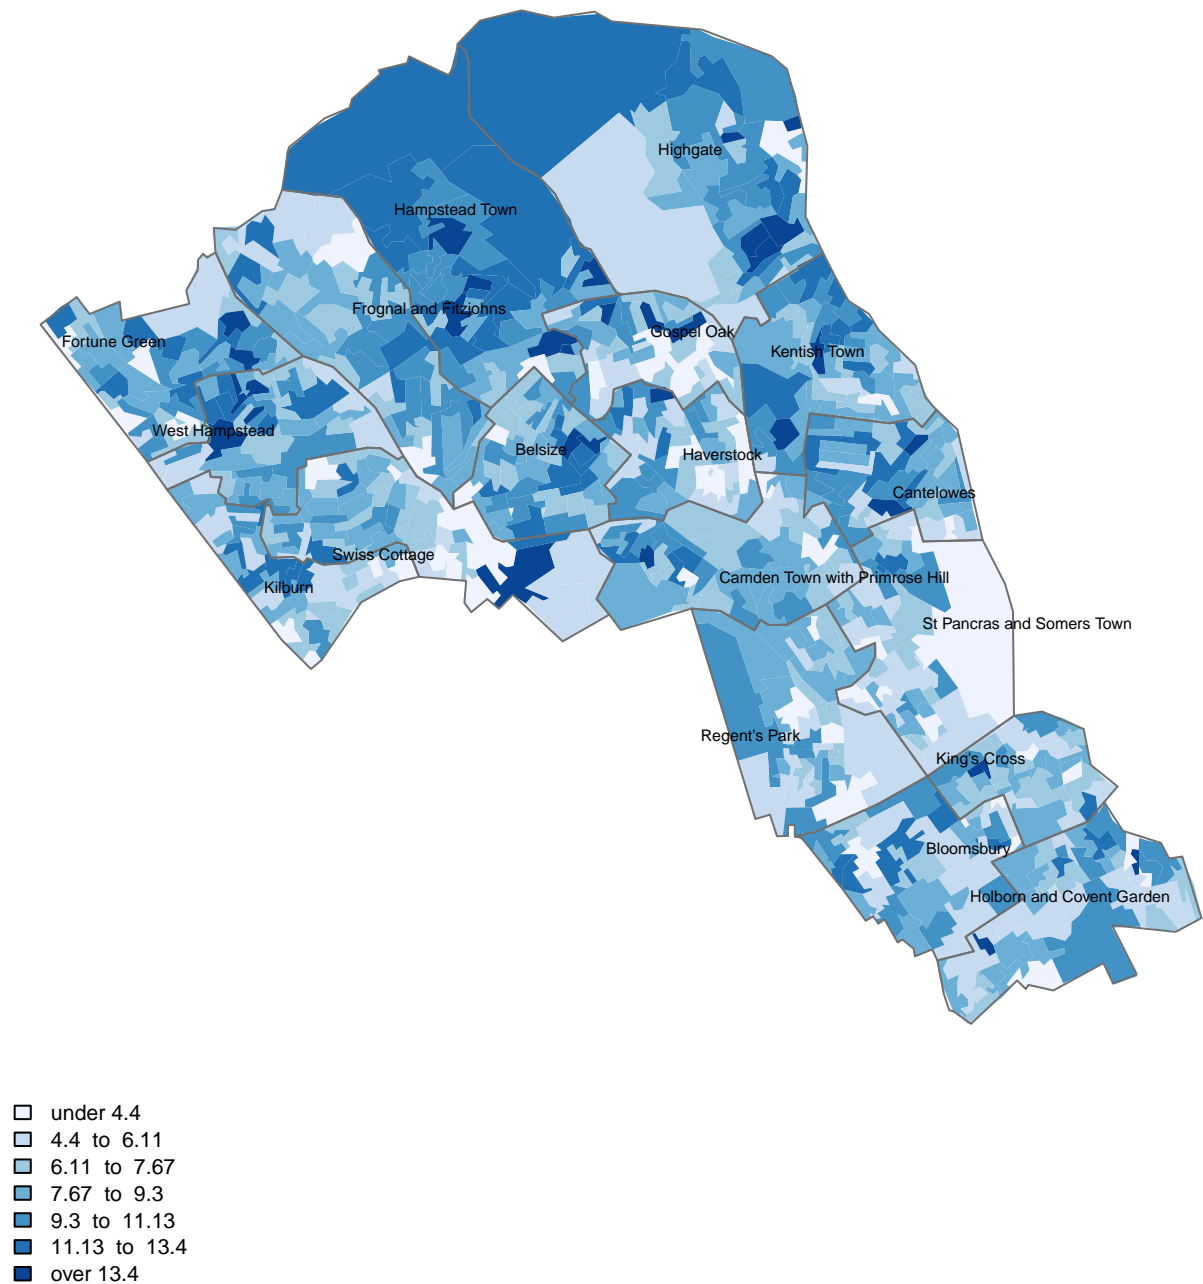 Highgate
Hampstead Town
Frognal and Fitzjohns
Gospel Oak
Fortune Green
Kentish Town
West Hampstead
Belsize
Haverstock
Cantelowes
Swiss Cottage
Camden Town with Primrose Hill
Kilburn
St Pancras and Somers Town
Regent's Park
King's Cross
Bloomsbury
Holborn and Covent Garden
under 4.4
4.4 to 6.11
6.11 to 7.67
7.67 to 9.3
9.3 to 11.13
11.13 to 13.4
over 13.4